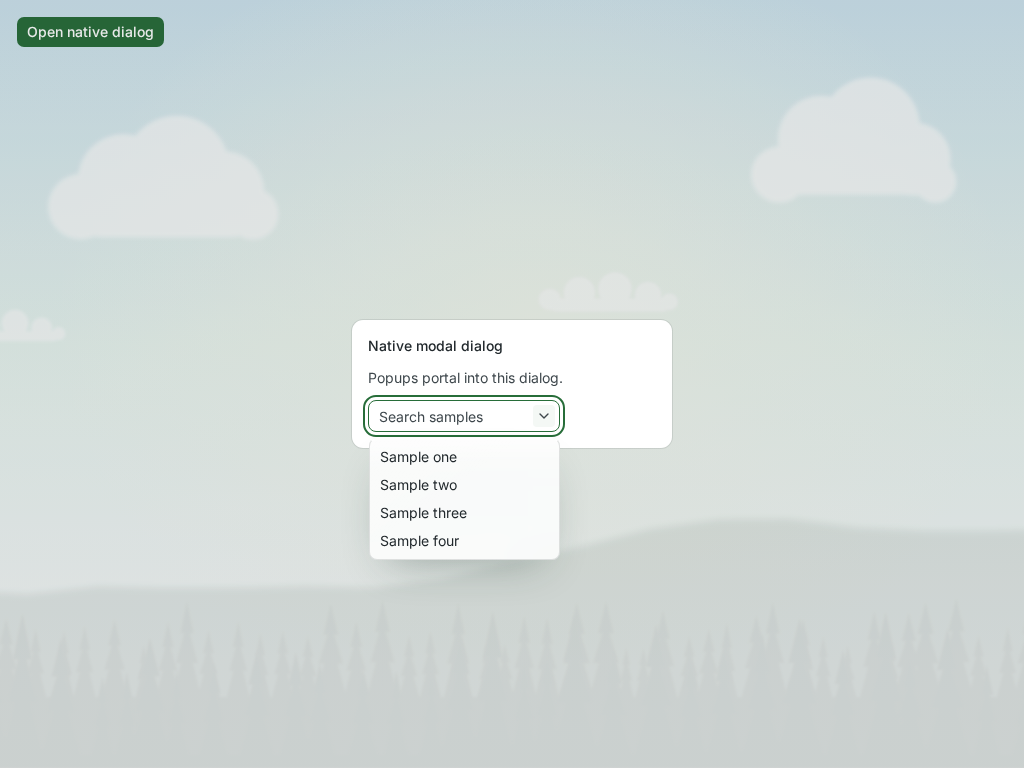 Open native dialog
Native modal dialog
Popups portal into this dialog.
Search samples
Sample one
Sample two
Sample three
Sample four